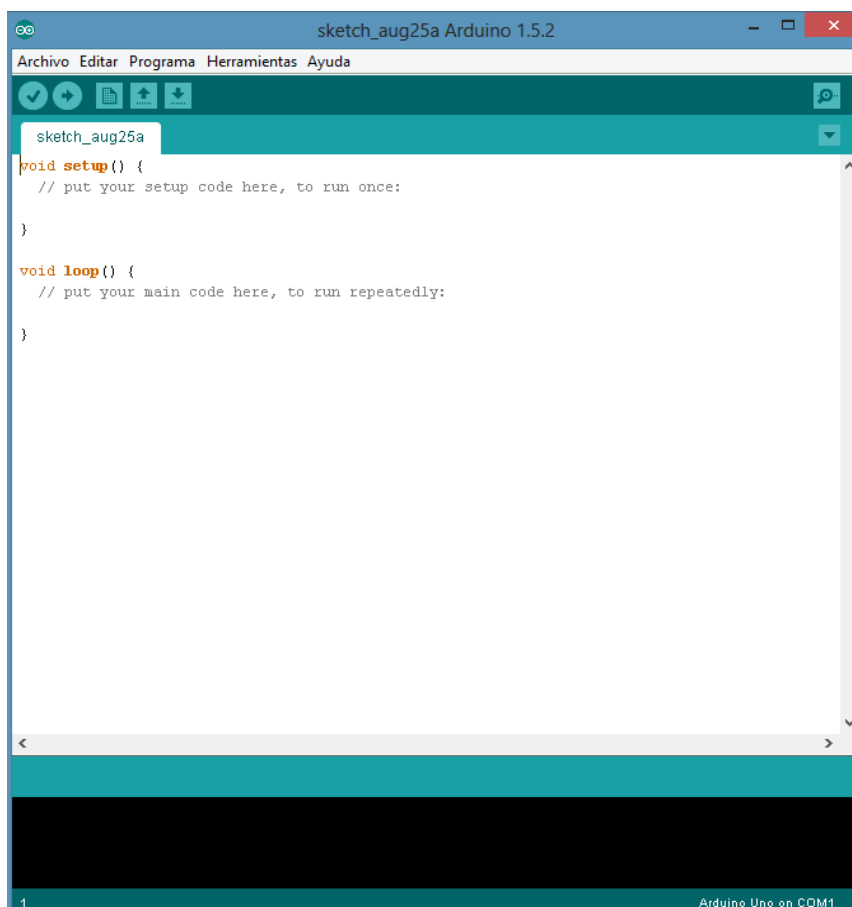 sketch_aug25a Arduino 1.5.2
Archivo Editar Programa Herramientas Ayuda
sketch_aug25a
void setup() {
  // put your setup code here, to run once:
}
void loop() {
  // put your main code here, to run repeatedly:
}
1 Arduino Uno on COM1